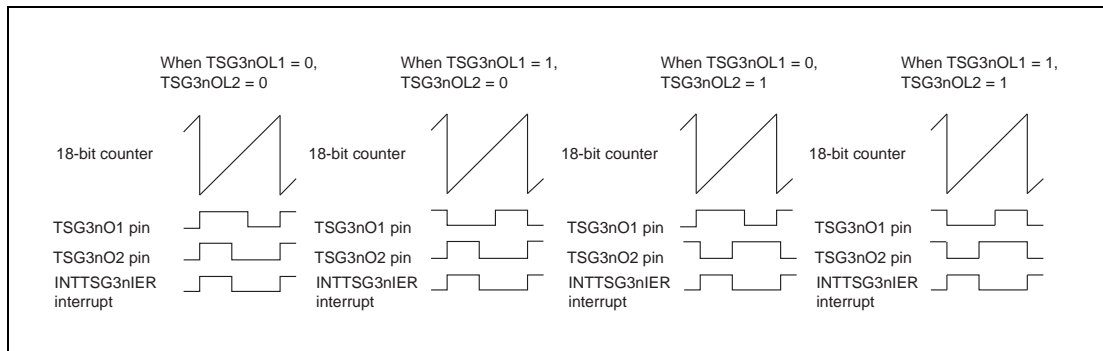 When TSG3nOL1 = 0,
TSG3nOL2 = 0
When TSG3nOL1 = 1,
TSG3nOL2 = 0
When TSG3nOL1 = 0,
TSG3nOL2 = 1
When TSG3nOL1 = 1,
TSG3nOL2 = 1
18-bit counter
18-bit counter
18-bit counter
18-bit counter
TSG3nO1 pin
TSG3nO1 pin
TSG3nO1 pin
TSG3nO1 pin
TSG3nO2 pin
TSG3nO2 pin
TSG3nO2 pin
TSG3nO2 pin
INTTSG3nIER
interrupt
INTTSG3nIER
interrupt
INTTSG3nIER
interrupt
INTTSG3nIER
interrupt